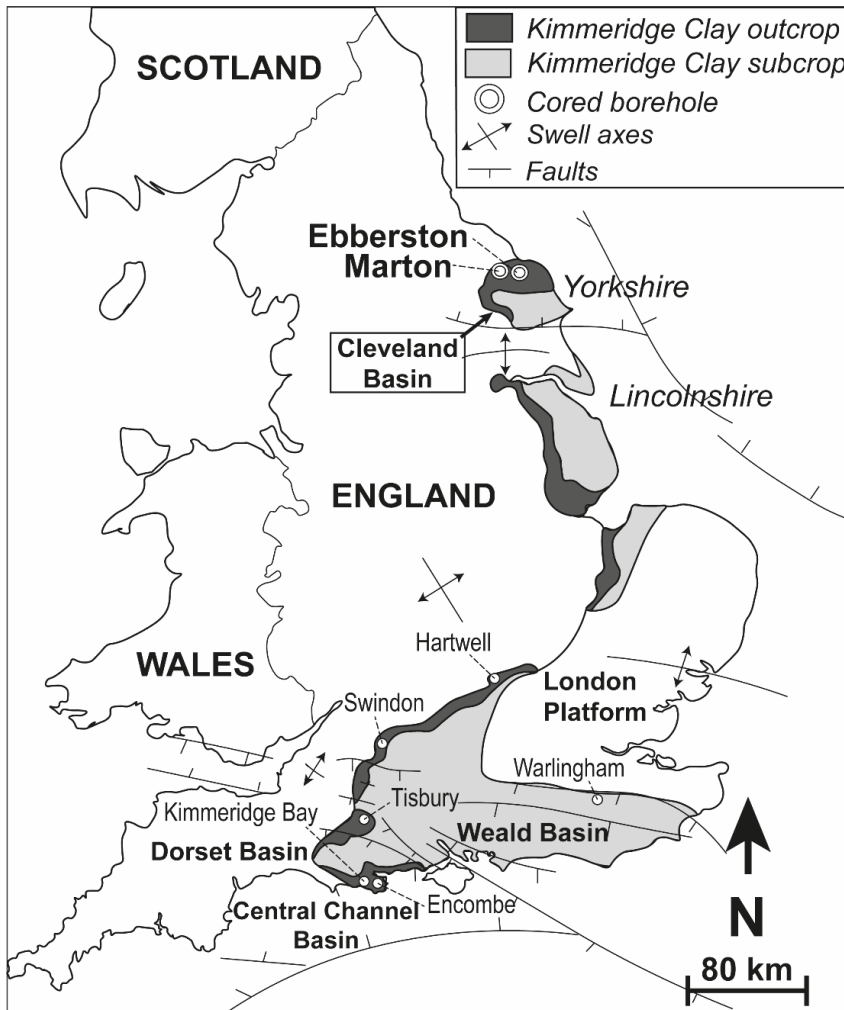 Kimmeridge Clay outcrop
Kimmeridge Clay subcrop
Cored borehole
Swell axes
Faults
SCOTLAND
Ebberston
Marton
Yorkshire
Cleveland
Basin
Lincolnshire
ENGLAND
Hartwell
WALES
London
Platform
Swindon
Warlingham
Kimmeridge Bay
Tisbury
Weald Basin
Dorset Basin
Encombe
Central Channel
Basin
N
80 km